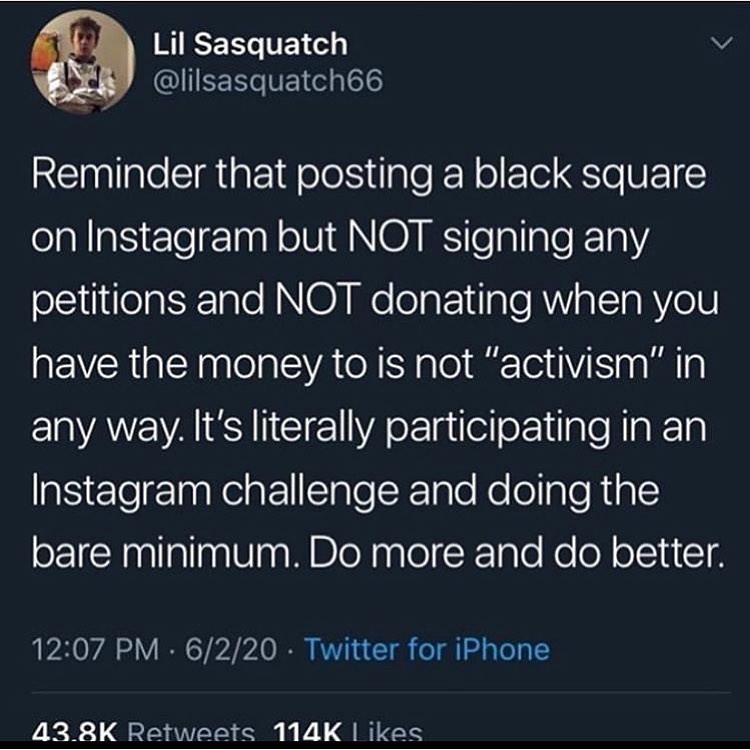 Lil Sasquatch
@lilsasquatch66
Reminder that posting a black square
on Instagram but NOT signing any
petitions and NOT donating when you
have the money to is not "activism" in
any way. It's literally participating in an
Instagram challenge and doing the
bare minimum. Do more and do better.
12:07 PM · 6/2/20 · Twitter for iPhone
43.8K Retweets 114K Likes